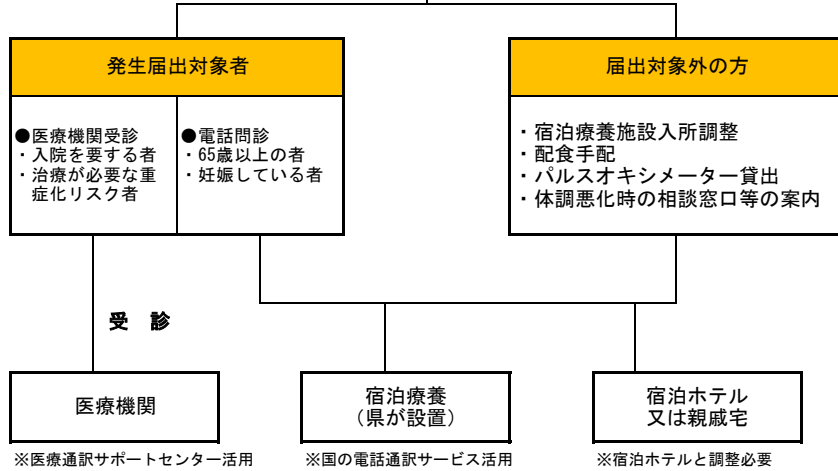 発生届出対象者
●医療機関受診
・入院を要する者
・治療が必要な重
症化リスク者
●電話問診
・65歳以上の者
・妊娠している者
届出対象外の方
・宿泊療養施設入所調整
・配食手配
・パルスオキシメーター貸出
・体調悪化時の相談窓口等の案内
受 診
医療機関
※医療通訳サポートセンター活用
宿泊療養
（県が設置）
※国の電話通訳サービス活用
宿泊ホテル
又は親戚宅
※宿泊ホテルと調整必要